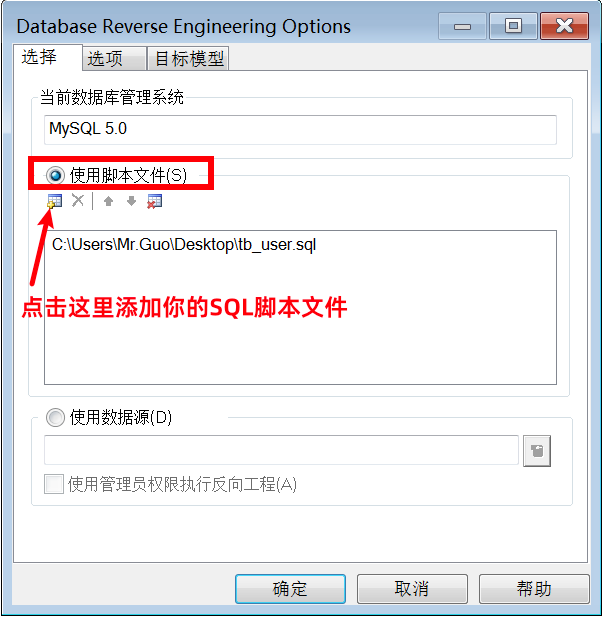 Database Reverse Engineering Options
选择 选项 目标模型
当前数据库管理系统
MySQL 5.0
使用脚本文件(S)
C:\Users\Mr.Guo\Desktop\tb_user.sql
点击这里添加你的SQL脚本文件
使用数据源(D)
使用管理员权限执行反向工程(A)
确定 取消 帮助